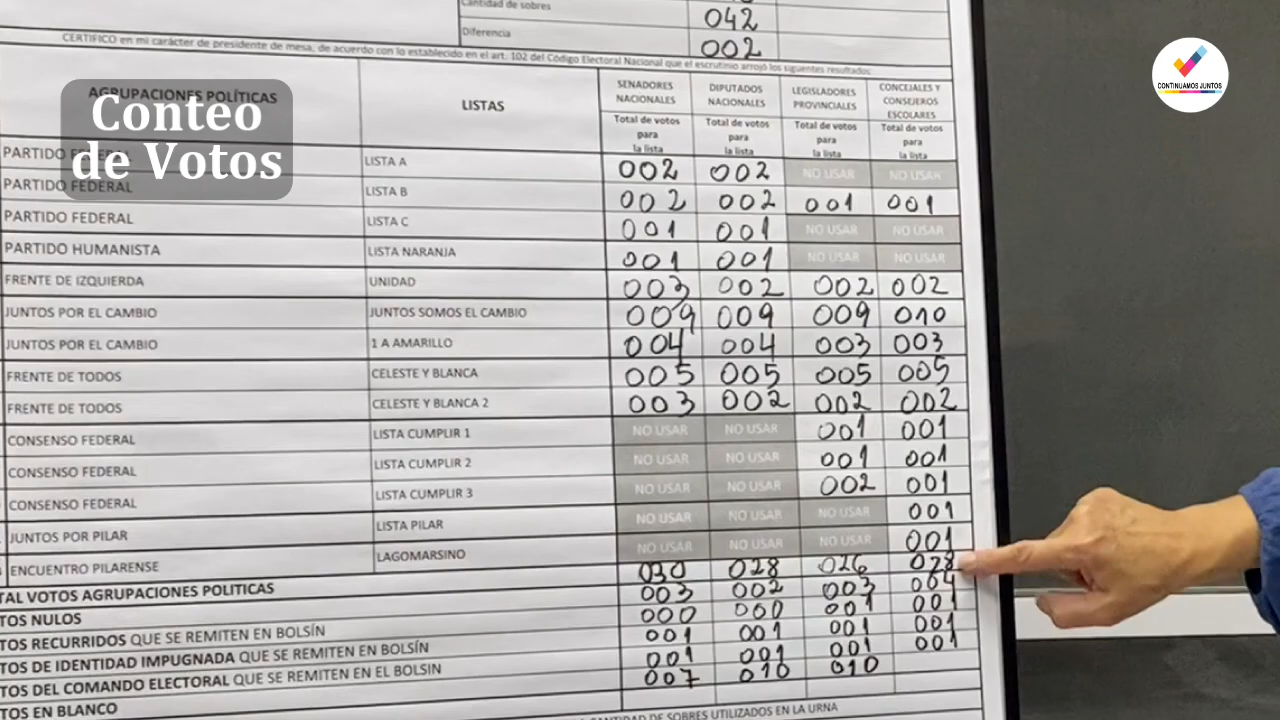 Cantidad de sobres 042
Diferencia 002
CERTIFICO en mi carácter de presidente de mesa, de acuerdo con lo establecido en el art. 102 del Código Electoral Nacional que el escrutinio arrojó los siguientes resultados:
CONTINUAMOS JUNTOS
Conteo
de Votos
AGRUPACIONES POLÍTICAS LISTAS SENADORES NACIONALES DIPUTADOS NACIONALES LEGISLADORES PROVINCIALES CONCEJALES Y CONSEJEROS ESCOLARES
Total de votos para la lista Total de votos para la lista Total de votos para la lista Total de votos para la lista
PARTIDO FEDERAL LISTA A 002 002 NO USAR NO USAR
PARTIDO FEDERAL LISTA B 002 002 001 001
PARTIDO FEDERAL LISTA C 001 001 NO USAR NO USAR
PARTIDO HUMANISTA LISTA NARANJA 001 001 NO USAR NO USAR
FRENTE DE IZQUIERDA UNIDAD 003 002 002 002
JUNTOS POR EL CAMBIO JUNTOS SOMOS EL CAMBIO 009 009 009 010
JUNTOS POR EL CAMBIO 1 A AMARILLO 004 004 003 003
FRENTE DE TODOS CELESTE Y BLANCA 005 005 005 005
FRENTE DE TODOS CELESTE Y BLANCA 2 003 002 002 002
CONSENSO FEDERAL LISTA CUMPLIR 1 NO USAR NO USAR 001 001
CONSENSO FEDERAL LISTA CUMPLIR 2 NO USAR NO USAR 001 001
CONSENSO FEDERAL LISTA CUMPLIR 3 NO USAR NO USAR 002 001
JUNTOS POR PILAR LISTA PILAR NO USAR NO USAR NO USAR 001
ENCUENTRO PILARENSE LAGOMARSINO NO USAR NO USAR NO USAR 001
TAL VOTOS AGRUPACIONES POLITICAS 030 028 026 028
TOS NULOS 003 002 003 004
TOS RECURRIDOS QUE SE REMITEN EN BOLSÍN 000 000 001 001
TOS DE IDENTIDAD IMPUGNADA QUE SE REMITEN EN BOLSÍN 001 001 001 001
TOS DEL COMANDO ELECTORAL QUE SE REMITEN EN EL BOLSIN 001 001 001 001
TOS EN BLANCO 007 010 010
CANTIDAD DE SOBRES UTILIZADOS EN LA URNA